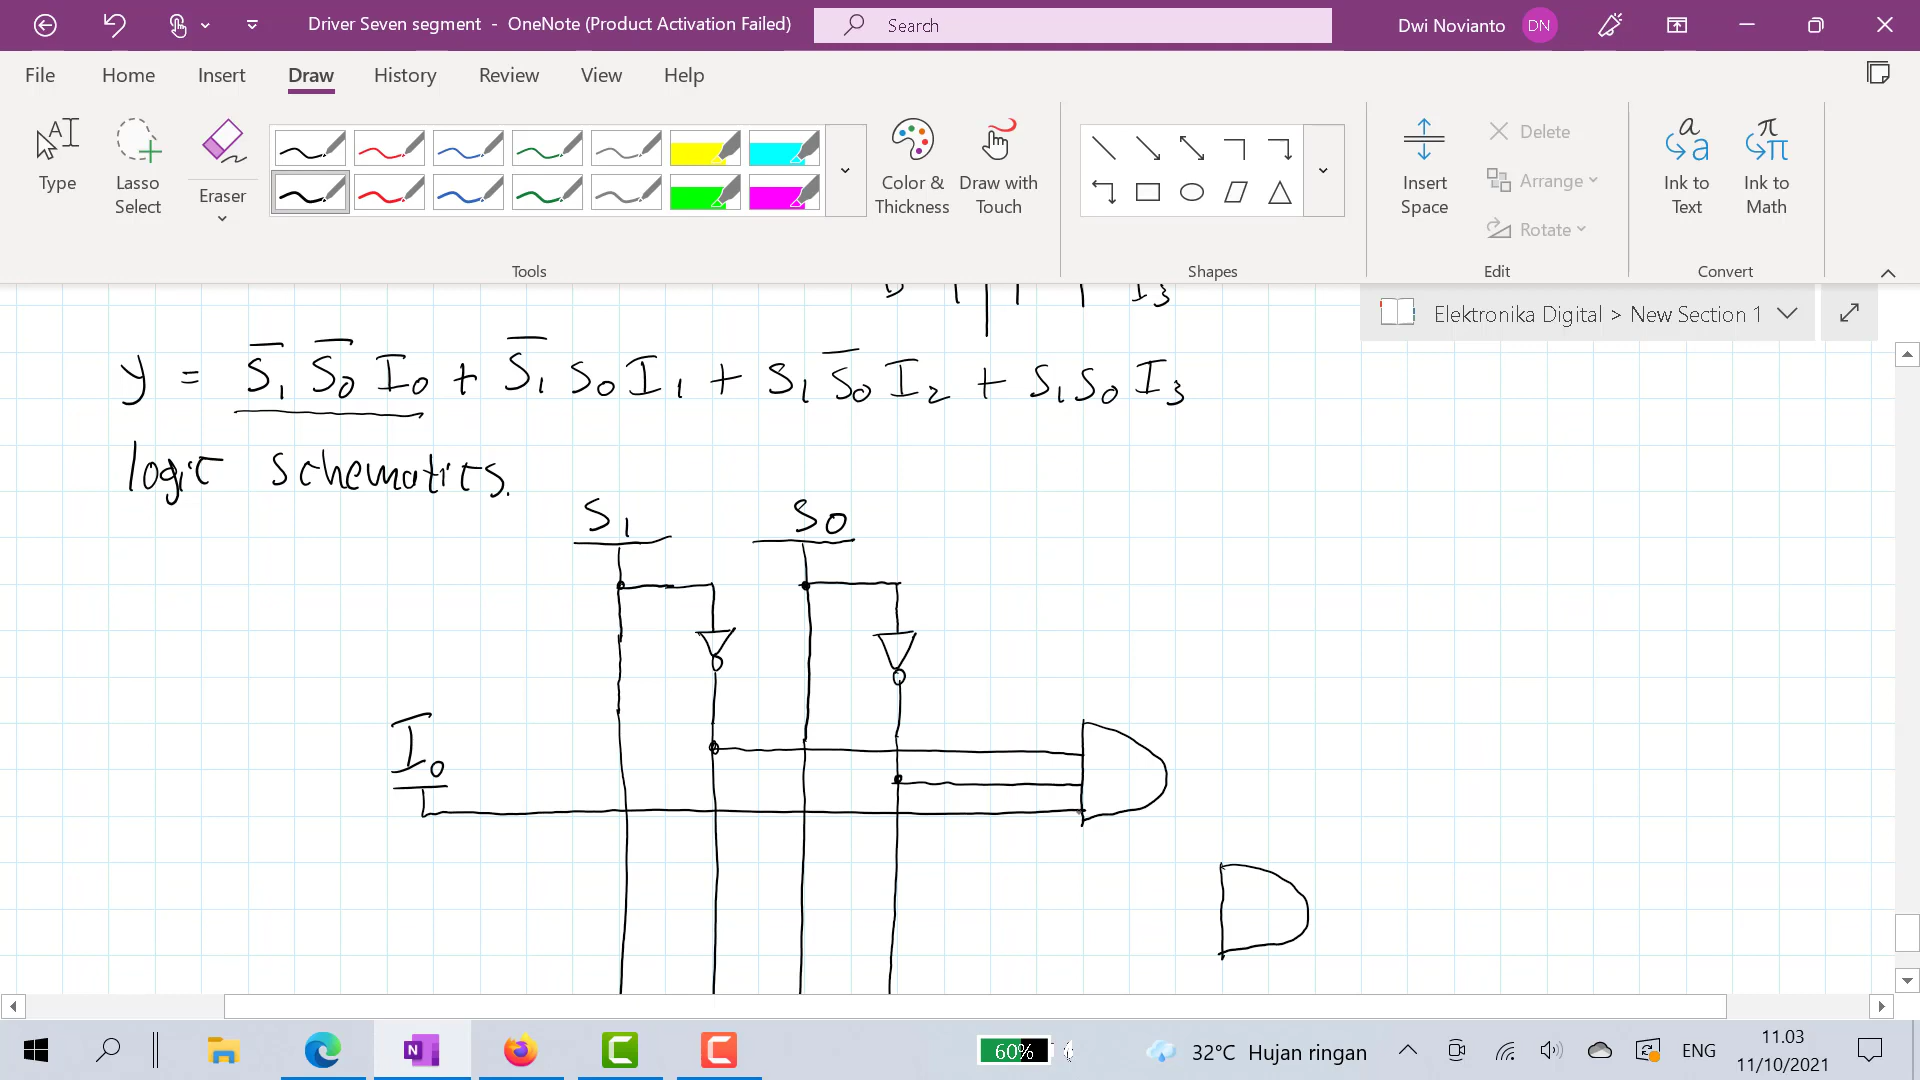 Driver Seven segment - OneNote (Product Activation Failed)
Search
Dwi Novianto
DN
File Home Insert Draw History Review View Help
Type
Lasso Select
Eraser
Color & Thickness
Draw with Touch
Insert Space
Delete
Arrange
Rotate
Ink to Text
Ink to Math
Tools
Shapes
Edit
Convert
Elektronika Digital > New Section 1
I₃
y = S̅₁ S̅₀ I₀ + S̅₁ S₀ I₁ + S₁ S̅₀ I₂ + S₁ S₀ I₃
logic schematics.
S₁ S₀
I₀
60%
32°C Hujan ringan
ENG
11.03
11/10/2021